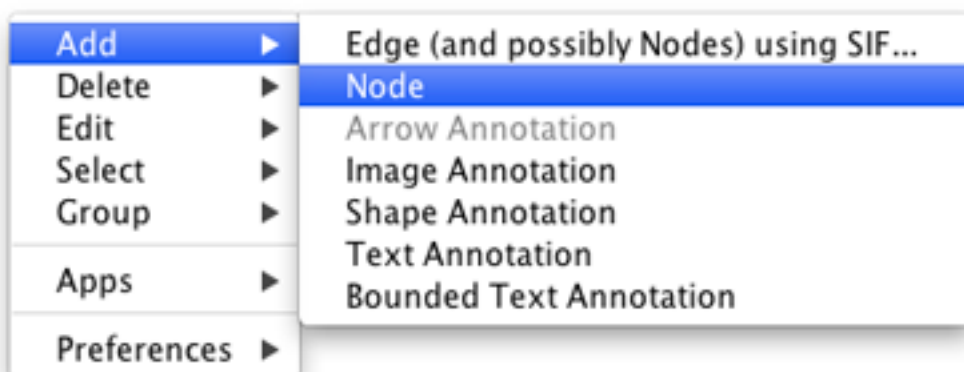 Add
Delete
Edit
Select
Group
Apps
Preferences
Edge (and possibly Nodes) using SIF...
Node
Arrow Annotation
Image Annotation
Shape Annotation
Text Annotation
Bounded Text Annotation